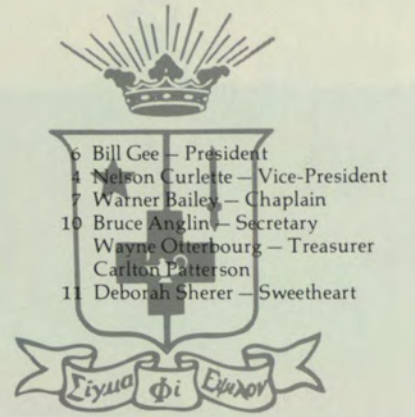 6 Bill Gee — President
4 Nelson Curlette — Vice-President
7 Warner Bailey — Chaplain
10 Bruce Anglin — Secretary
Wayne Otterbourg — Treasurer
Carlton Patterson
11 Deborah Sherer — Sweetheart
Σίγμα Φι Εψιλον